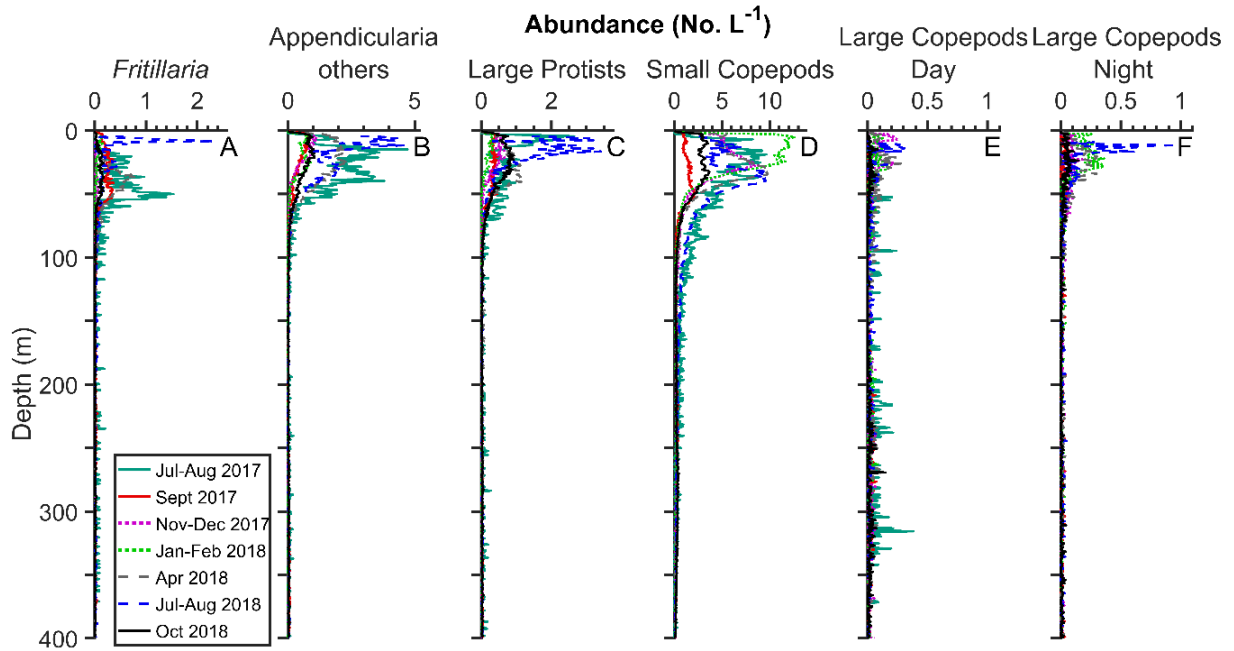 Abundance (No. L⁻¹)
Fritillaria
Appendicularia
others
Large Protists
Small Copepods
Large Copepods
Day
Large Copepods
Night
0 1 2
0 5
0 2
0 5 10
0 0.5 1
0 0.5 1
A
B
C
D
E
F
Depth (m)
0
100
200
300
400
Jul-Aug 2017
Sept 2017
Nov-Dec 2017
Jan-Feb 2018
Apr 2018
Jul-Aug 2018
Oct 2018